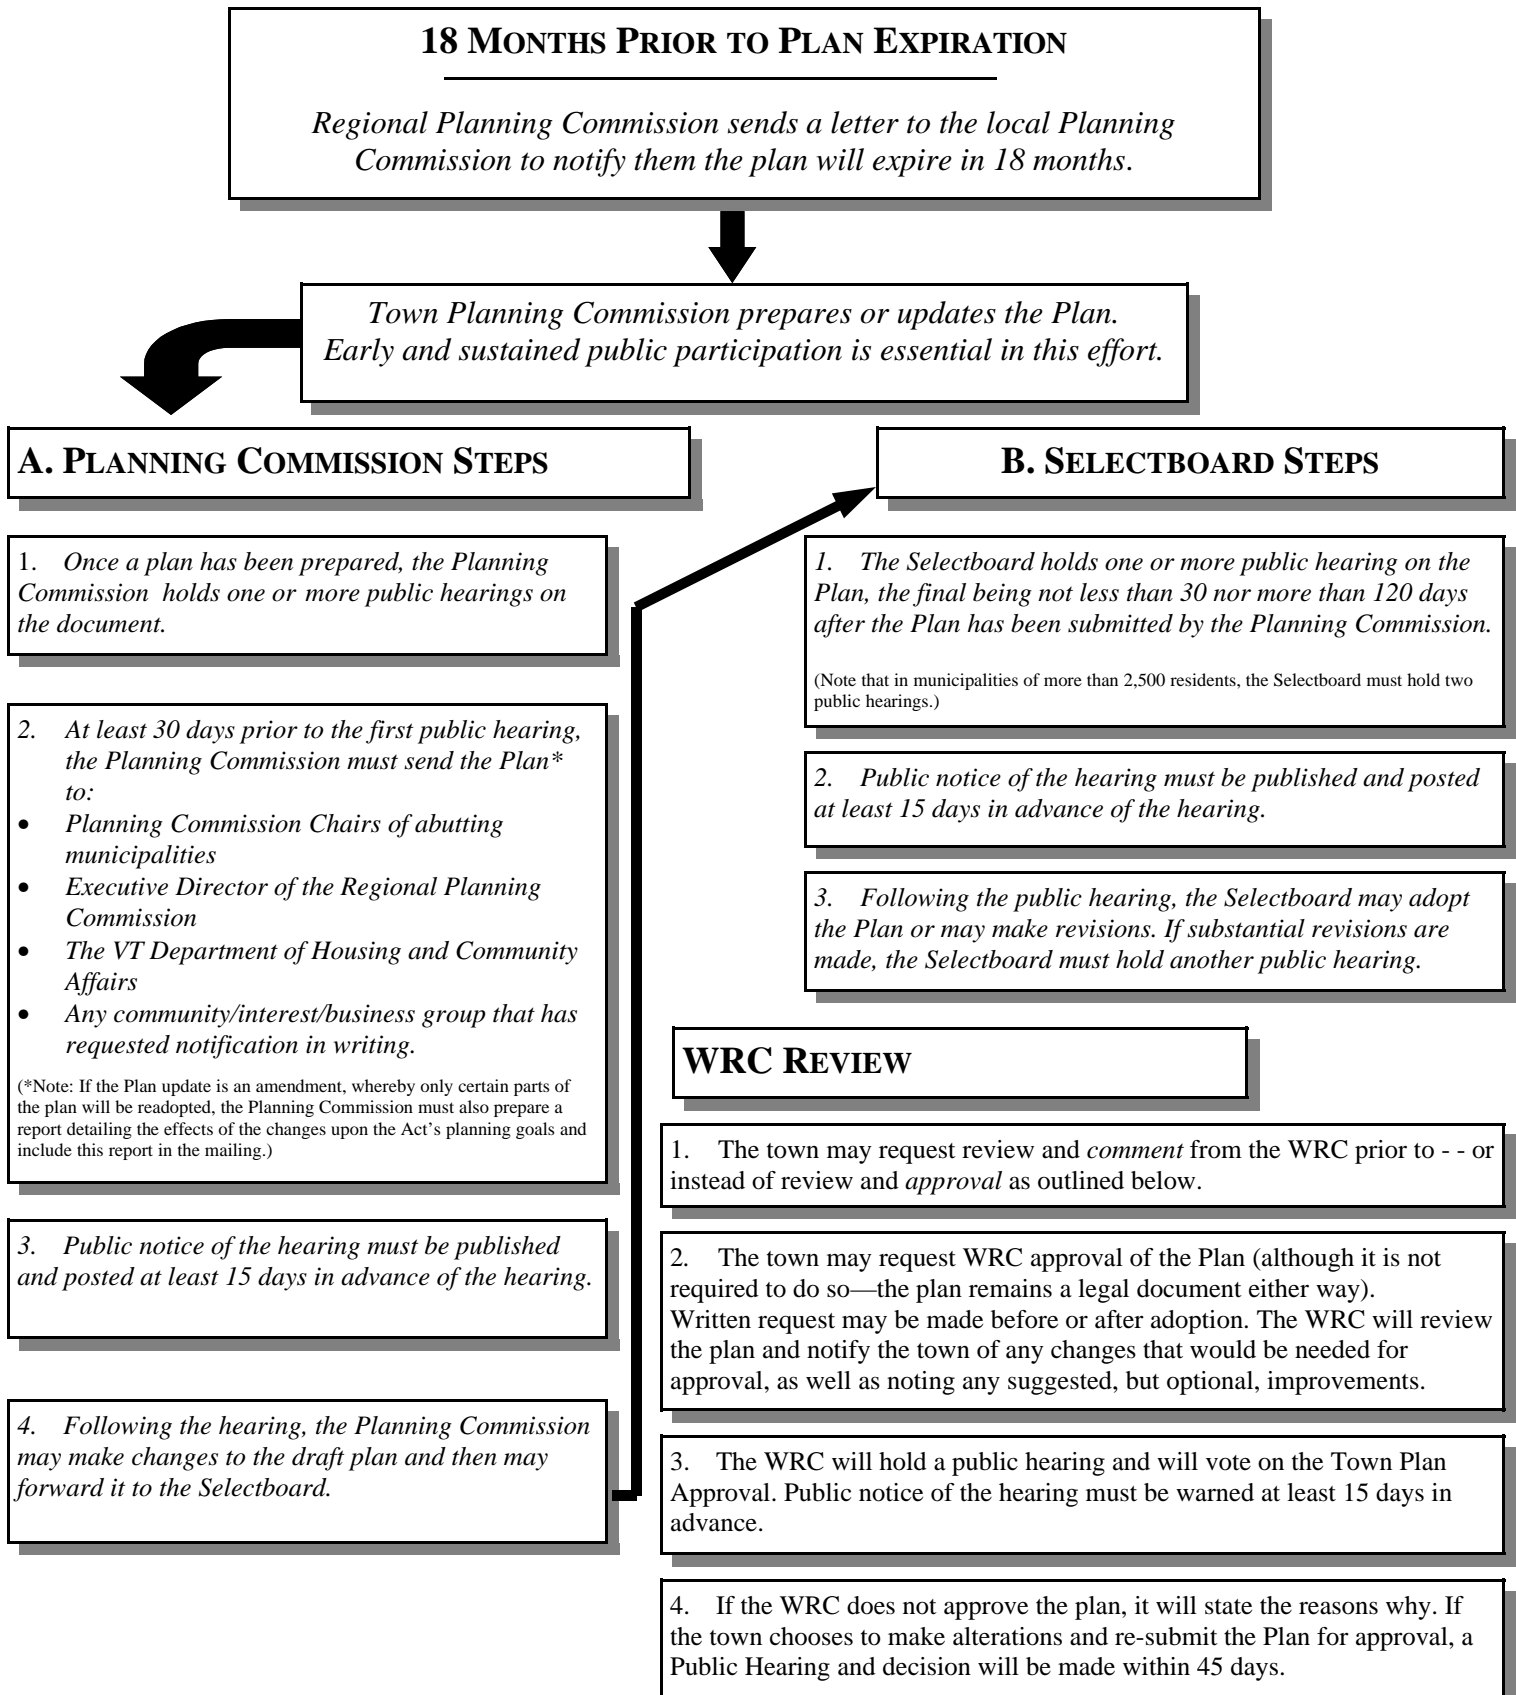 18 MONTHS PRIOR TO PLAN EXPIRATION
Regional Planning Commission sends a letter to the local Planning
Commission to notify them the plan will expire in 18 months.
Town Planning Commission prepares or updates the Plan.
Early and sustained public participation is essential in this effort.
A. PLANNING COMMISSION STEPS
1. Once a plan has been prepared, the Planning
Commission holds one or more public hearings on
the document.
2. At least 30 days prior to the first public hearing,
the Planning Commission must send the Plan*
to:
• Planning Commission Chairs of abutting
municipalities
• Executive Director of the Regional Planning
Commission
• The VT Department of Housing and Community
Affairs
• Any community/interest/business group that has
requested notification in writing.
(*Note: If the Plan update is an amendment, whereby only certain parts of
the plan will be readopted, the Planning Commission must also prepare a
report detailing the effects of the changes upon the Act's planning goals and
include this report in the mailing.)
3. Public notice of the hearing must be published
and posted at least 15 days in advance of the hearing.
4. Following the hearing, the Planning Commission
may make changes to the draft plan and then may
forward it to the Selectboard.
B. SELECTBOARD STEPS
1. The Selectboard holds one or more public hearing on the
Plan, the final being not less than 30 nor more than 120 days
after the Plan has been submitted by the Planning Commission.
(Note that in municipalities of more than 2,500 residents, the Selectboard must hold two
public hearings.)
2. Public notice of the hearing must be published and posted
at least 15 days in advance of the hearing.
3. Following the public hearing, the Selectboard may adopt
the Plan or may make revisions. If substantial revisions are
made, the Selectboard must hold another public hearing.
WRC REVIEW
1. The town may request review and comment from the WRC prior to - - or
instead of review and approval as outlined below.
2. The town may request WRC approval of the Plan (although it is not
required to do so—the plan remains a legal document either way).
Written request may be made before or after adoption. The WRC will review
the plan and notify the town of any changes that would be needed for
approval, as well as noting any suggested, but optional, improvements.
3. The WRC will hold a public hearing and will vote on the Town Plan
Approval. Public notice of the hearing must be warned at least 15 days in
advance.
4. If the WRC does not approve the plan, it will state the reasons why. If
the town chooses to make alterations and re-submit the Plan for approval, a
Public Hearing and decision will be made within 45 days.